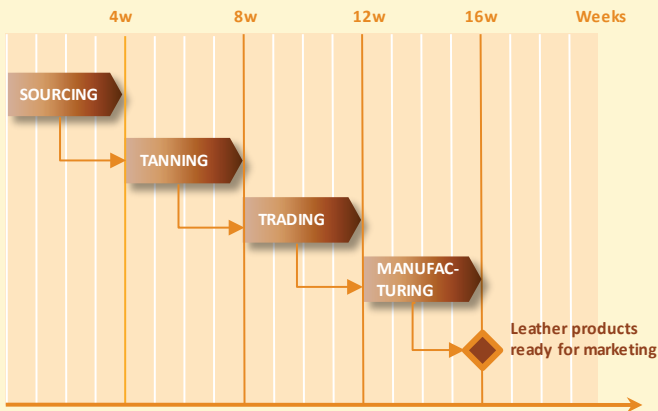 4w 8w 12w 16w Weeks
SOURCING
TANNING
TRADING
MANUFAC-
TURING
Leather products
ready for marketing